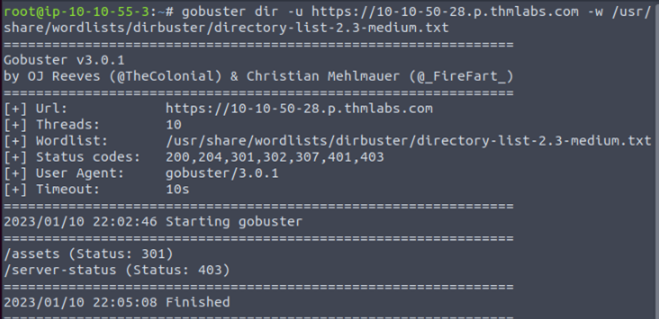 root@ip-10-10-55-3:~# gobuster dir -u https://10-10-50-28.p.thmlabs.com -w /usr/
share/wordlists/dirbuster/directory-list-2.3-medium.txt
===============================================================
Gobuster v3.0.1
by OJ Reeves (@TheColonial) & Christian Mehlmauer (@_FireFart_)
===============================================================
[+] Url:            https://10-10-50-28.p.thmlabs.com
[+] Threads:        10
[+] Wordlist:       /usr/share/wordlists/dirbuster/directory-list-2.3-medium.txt
[+] Status codes:   200,204,301,302,307,401,403
[+] User Agent:     gobuster/3.0.1
[+] Timeout:        10s
===============================================================
2023/01/10 22:02:46 Starting gobuster
===============================================================
/assets (Status: 301)
/server-status (Status: 403)
===============================================================
2023/01/10 22:05:08 Finished
===============================================================